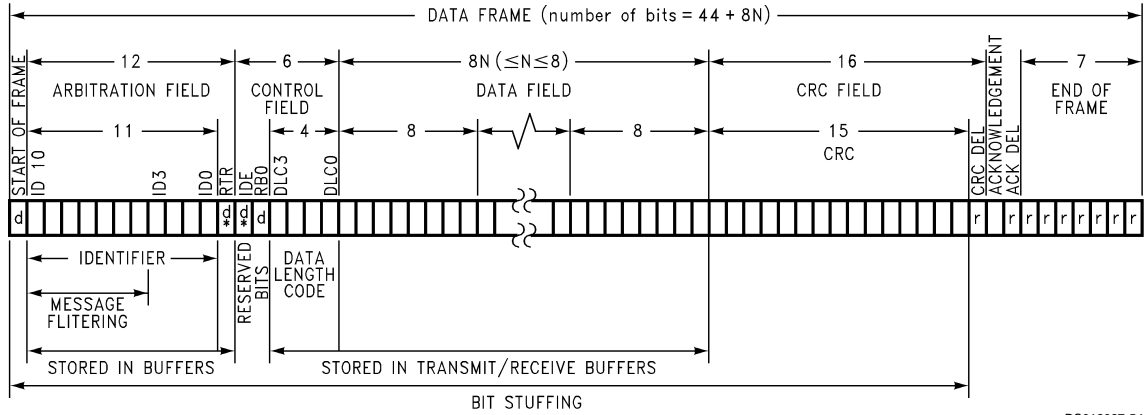 DATA FRAME (number of bits = 44 + 8N)
12
6
8N (≤N≤8)
16
7
ARBITRATION FIELD
CONTROL
FIELD
DATA FIELD
CRC FIELD
END OF
FRAME
11
4
8
8
15
CRC
START OF FRAME
ID 10
ID3
ID0
RTR
IDE
RB0
DLC3
DLC0
CRC DEL
ACKNOWLEDGEMENT
ACK DEL
d
*d
*d
d
r
r
r
r
r
r
r
r
r
IDENTIFIER
MESSAGE
FLITERING
RESERVED
BITS
DATA
LENGTH
CODE
STORED IN BUFFERS
STORED IN TRANSMIT/RECEIVE BUFFERS
BIT STUFFING